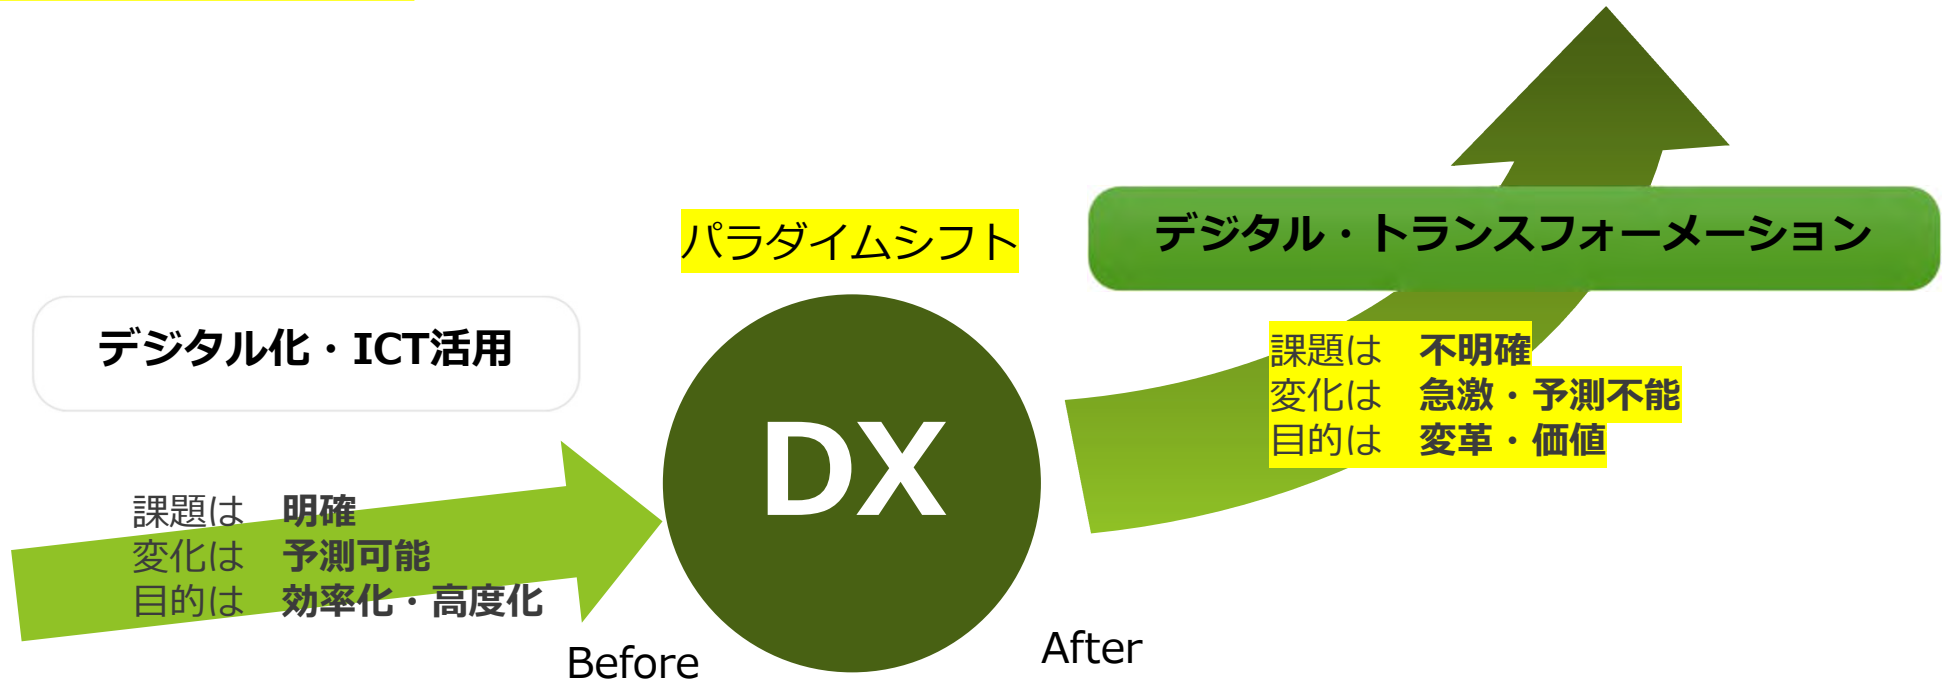 パラダイムシフト
デジタル・トランスフォーメーション
デジタル化・ICT活用
DX
課題は 不明確
変化は 急激・予測不能
目的は 変革・価値
課題は 明確
変化は 予測可能
目的は 効率化・高度化
Before
After